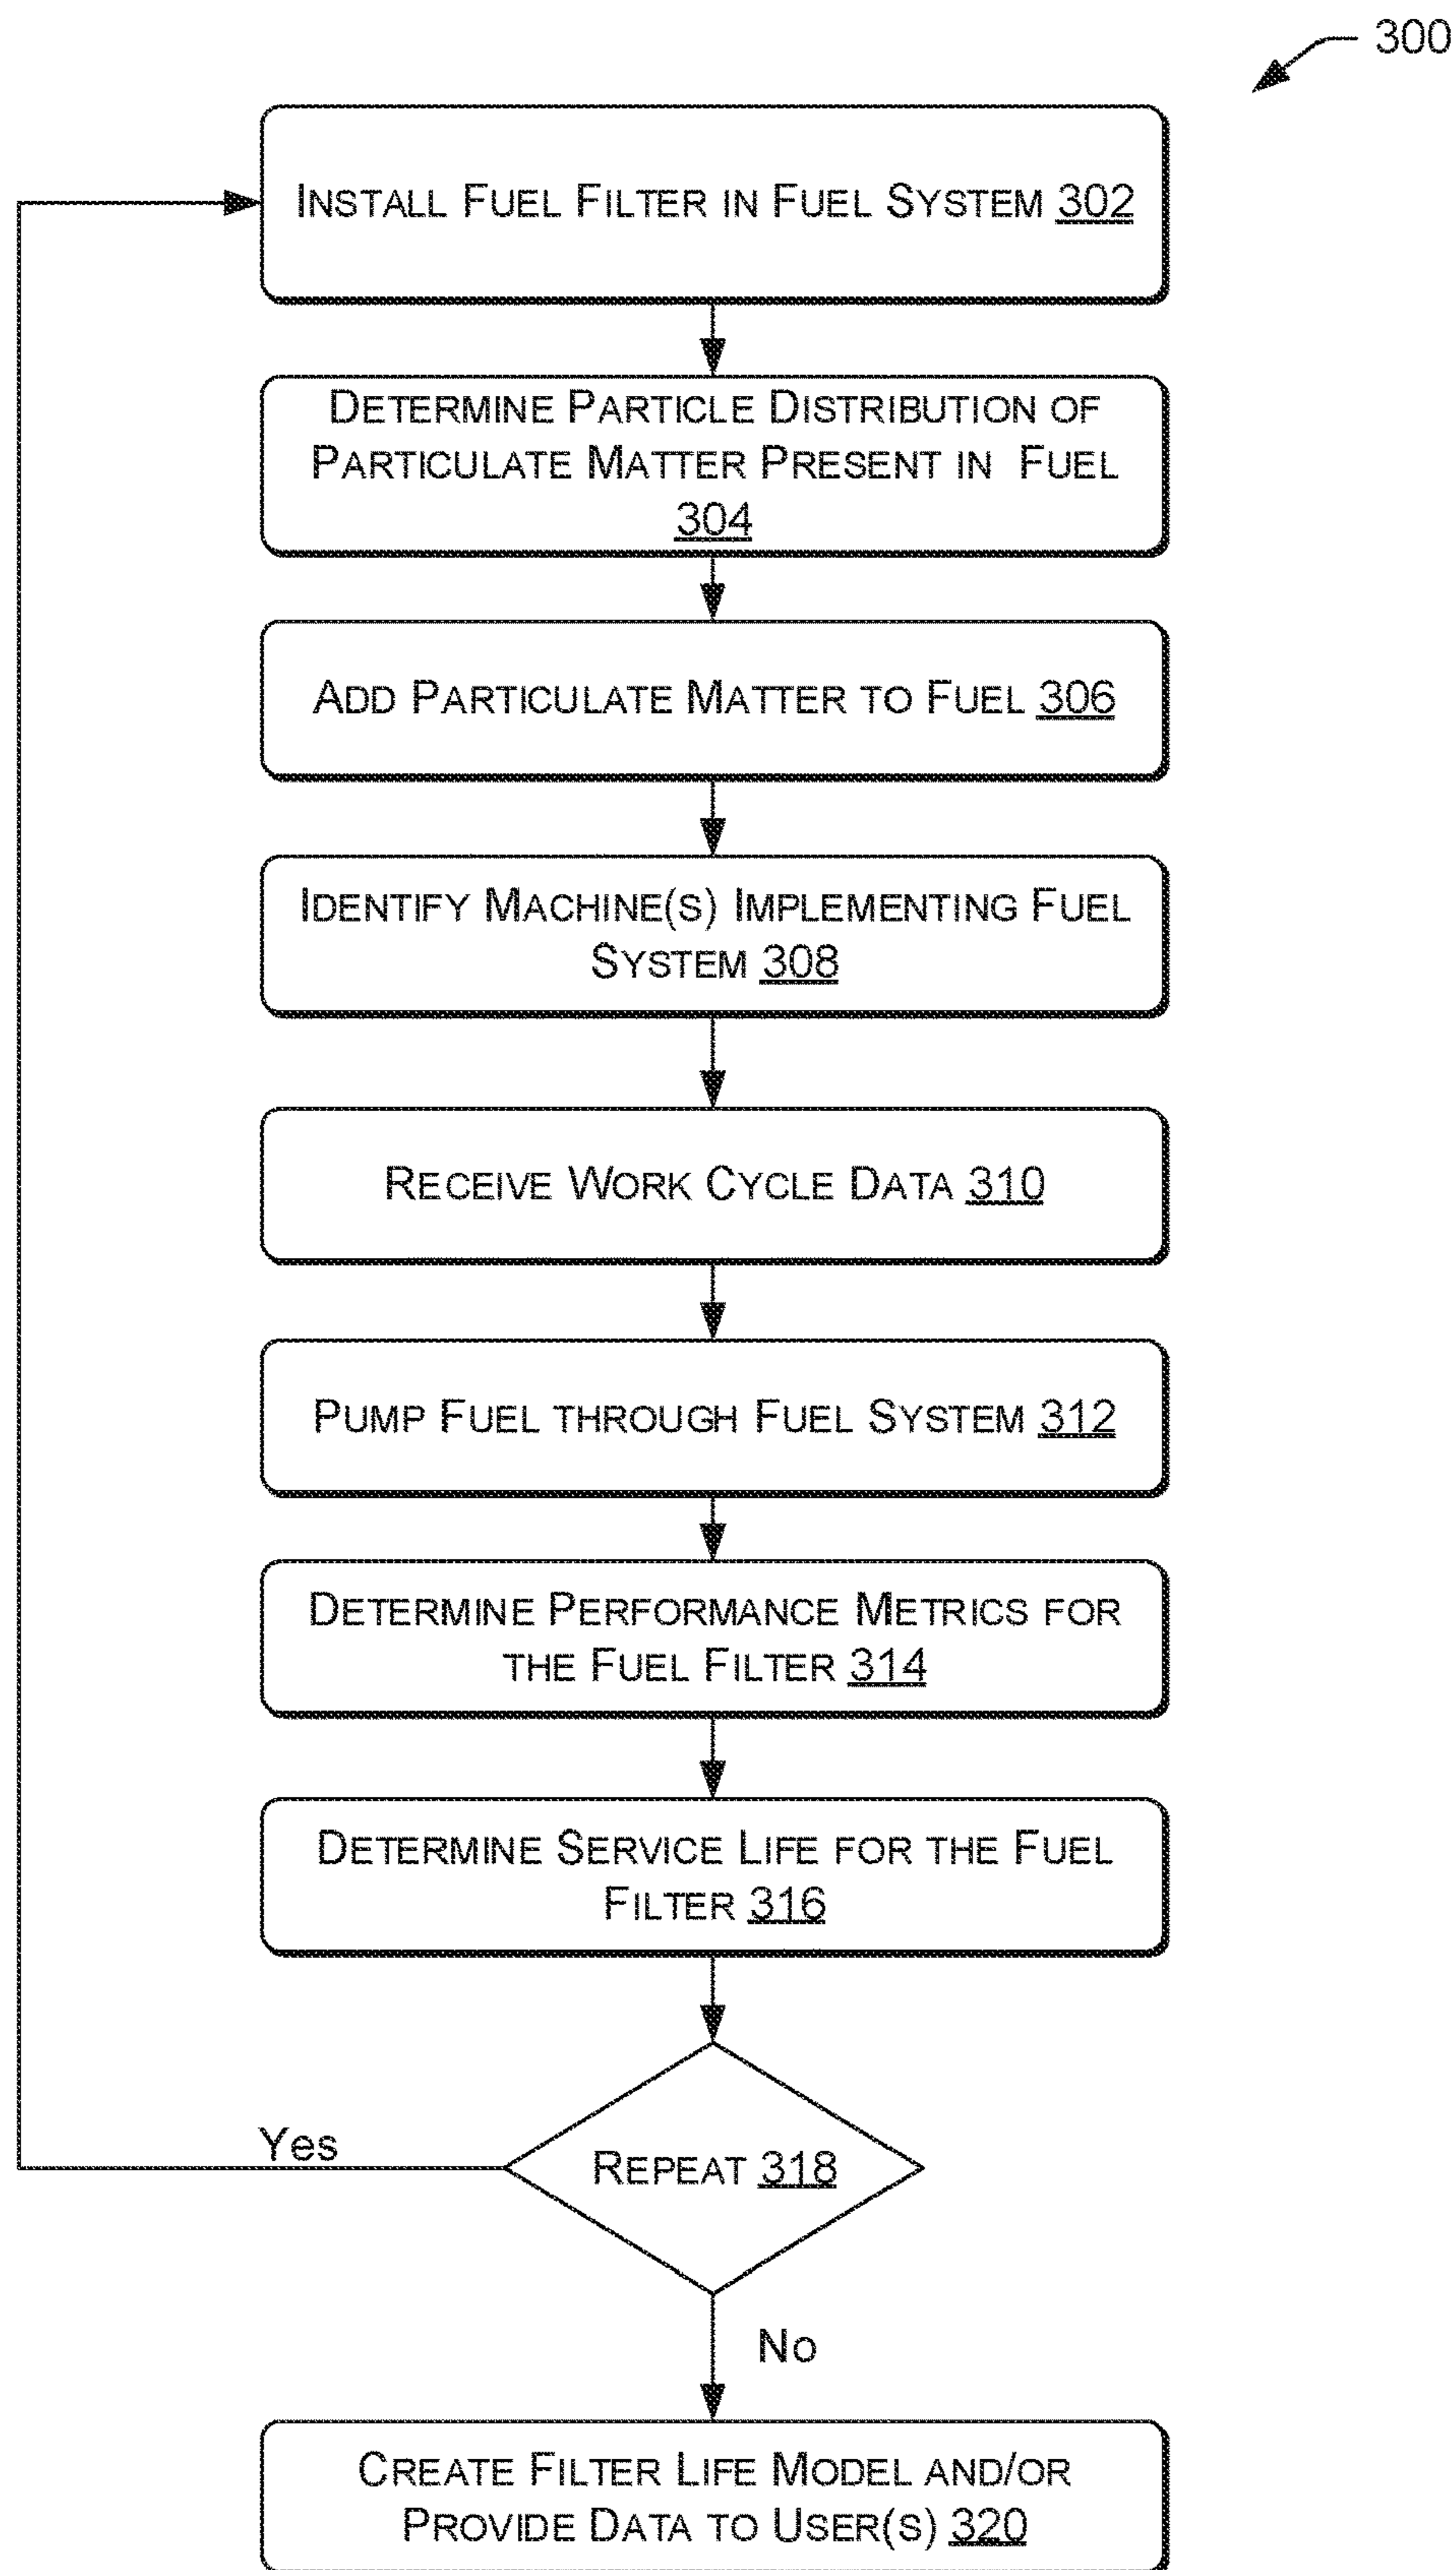 300
INSTALL FUEL FILTER IN FUEL SYSTEM 302
DETERMINE PARTICLE DISTRIBUTION OF
PARTICULATE MATTER PRESENT IN FUEL
304
ADD PARTICULATE MATTER TO FUEL 306
IDENTIFY MACHINE(S) IMPLEMENTING FUEL
SYSTEM 308
RECEIVE WORK CYCLE DATA 310
PUMP FUEL THROUGH FUEL SYSTEM 312
DETERMINE PERFORMANCE METRICS FOR
THE FUEL FILTER 314
DETERMINE SERVICE LIFE FOR THE FUEL
FILTER 316
Yes
REPEAT 318
No
CREATE FILTER LIFE MODEL AND/OR
PROVIDE DATA TO USER(S) 320